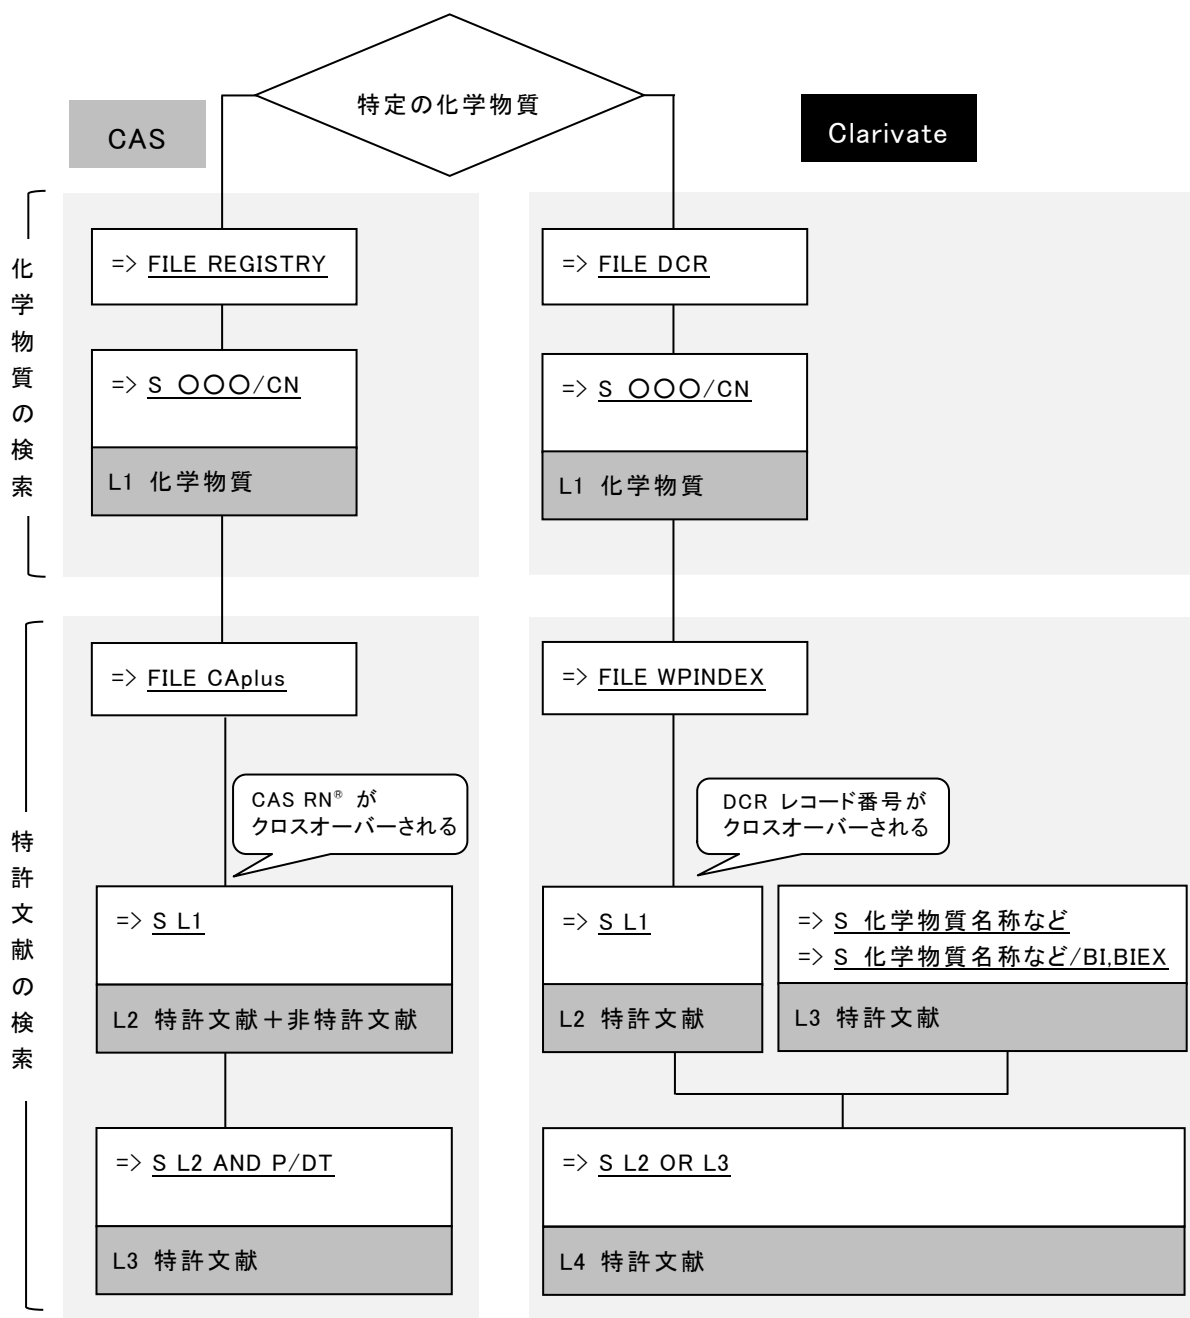 特定の化学物質
CAS
Clarivate
化学物質の検索
=> FILE REGISTRY
=> S 〇〇〇/CN
L1 化学物質
=> FILE DCR
=> S 〇〇〇/CN
L1 化学物質
特許文献の検索
=> FILE CAplus
CAS RN® が
クロスオーバーされる
=> S L1
L2 特許文献＋非特許文献
=> S L2 AND P/DT
L3 特許文献
=> FILE WPINDEX
DCR レコード番号が
クロスオーバーされる
=> S L1
L2 特許文献
=> S 化学物質名称など
=> S 化学物質名称など/BI,BIEX
L3 特許文献
=> S L2 OR L3
L4 特許文献